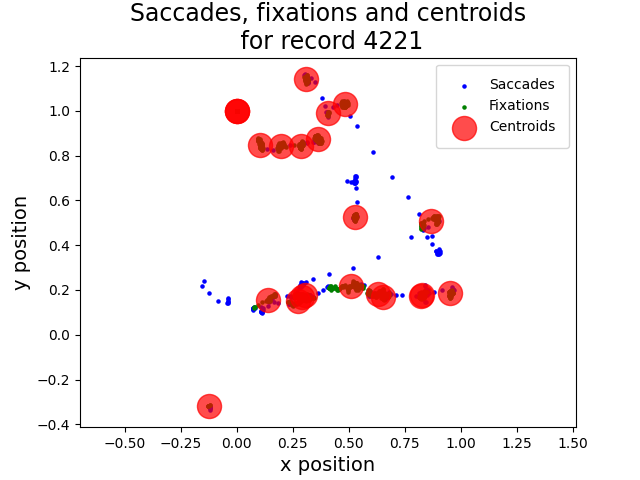 Saccades, fixations and centroids
for record 4221
1.2
1.0
0.8
0.6
0.4
0.2
0.0
−0.2
−0.4
y position
Saccades
Fixations
Centroids
−0.50
−0.25
0.00
0.25
0.50
0.75
1.00
1.25
1.50
x position